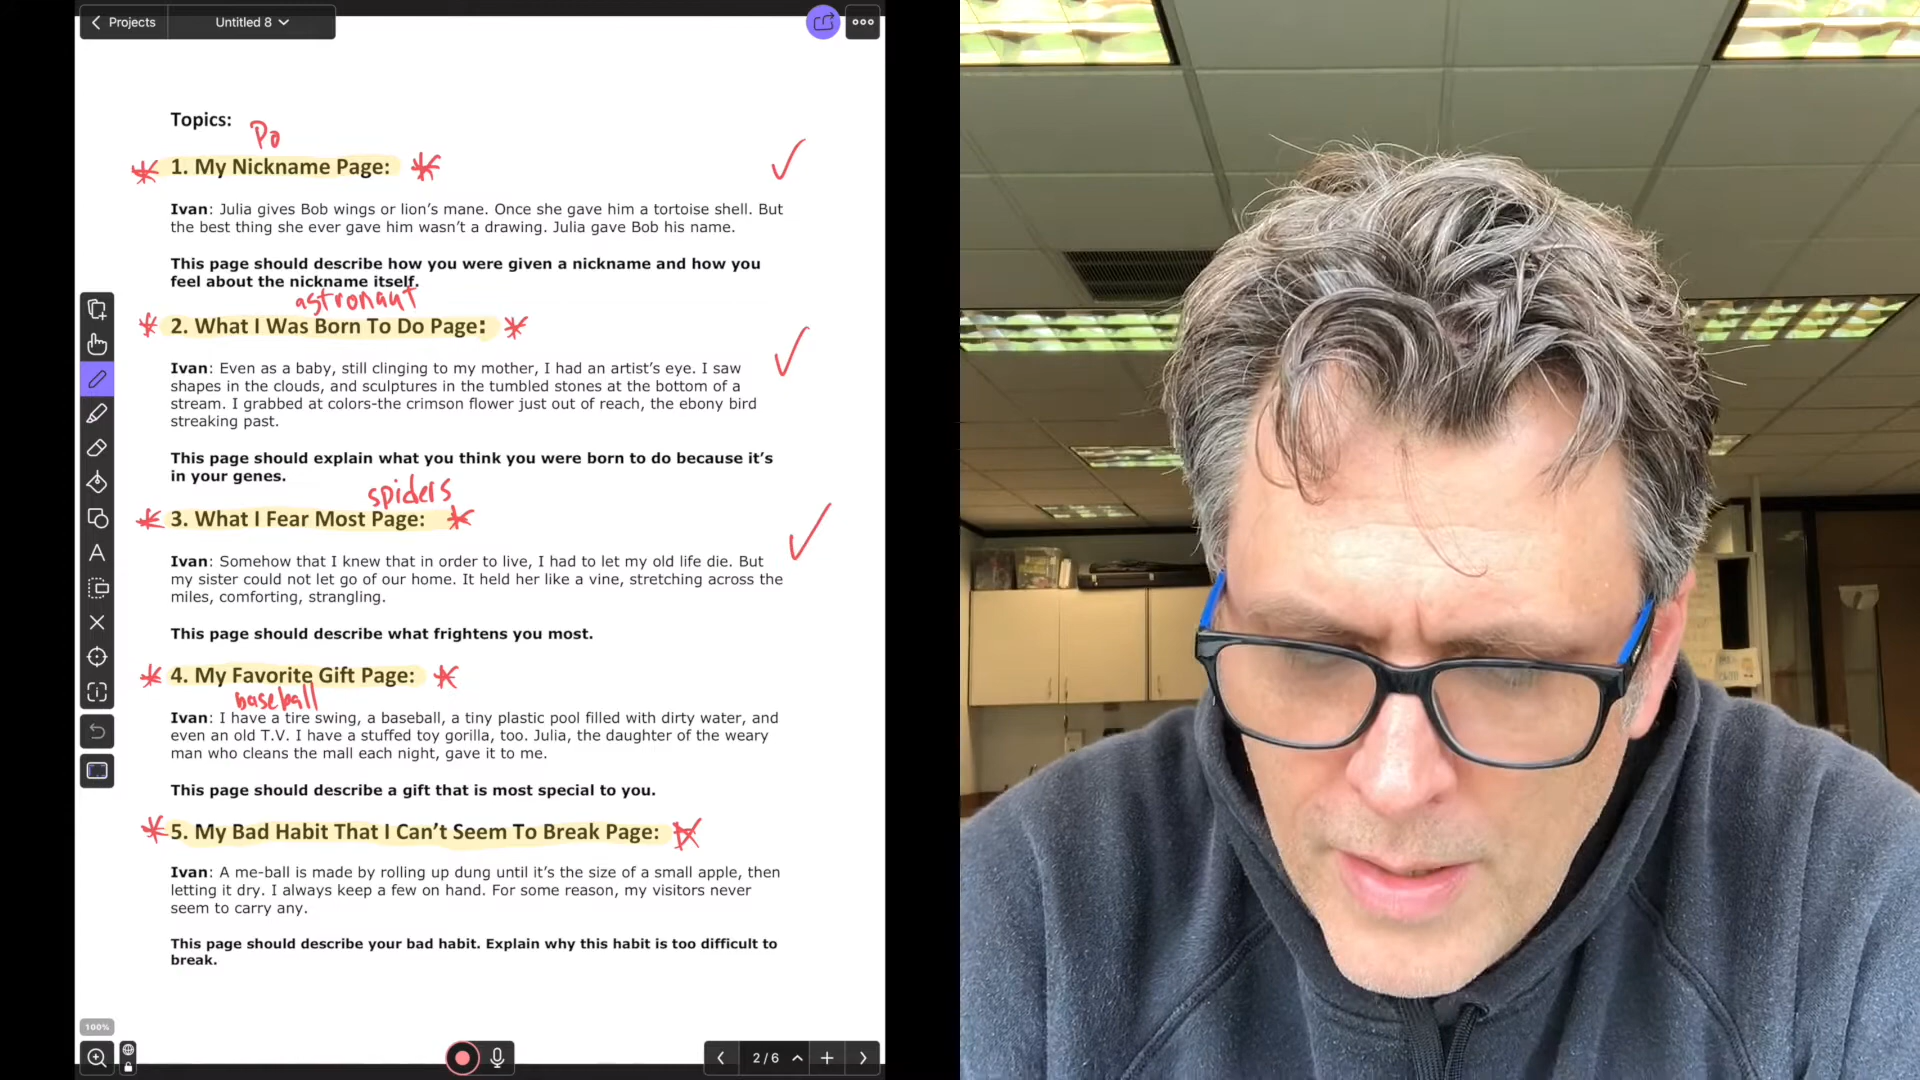 Projects
Untitled 8
Topics:
Po
1. My Nickname Page:
Ivan: Julia gives Bob wings or lion’s mane. Once she gave him a tortoise shell. But
the best thing she ever gave him wasn’t a drawing. Julia gave Bob his name.
This page should describe how you were given a nickname and how you
feel about the nickname itself.
astronaut
2. What I Was Born To Do Page:
Ivan: Even as a baby, still clinging to my mother, I had an artist’s eye. I saw
shapes in the clouds, and sculptures in the tumbled stones at the bottom of a
stream. I grabbed at colors-the crimson flower just out of reach, the ebony bird
streaking past.
This page should explain what you think you were born to do because it’s
in your genes.
spiders
3. What I Fear Most Page:
Ivan: Somehow that I knew that in order to live, I had to let my old life die. But
my sister could not let go of our home. It held her like a vine, stretching across the
miles, comforting, strangling.
This page should describe what frightens you most.
4. My Favorite Gift Page:
baseball
Ivan: I have a tire swing, a baseball, a tiny plastic pool filled with dirty water, and
even an old T.V. I have a stuffed toy gorilla, too. Julia, the daughter of the weary
man who cleans the mall each night, gave it to me.
This page should describe a gift that is most special to you.
5. My Bad Habit That I Can’t Seem To Break Page:
Ivan: A me-ball is made by rolling up dung until it’s the size of a small apple, then
letting it dry. I always keep a few on hand. For some reason, my visitors never
seem to carry any.
This page should describe your bad habit. Explain why this habit is too difficult to
break.
100%
2 / 6